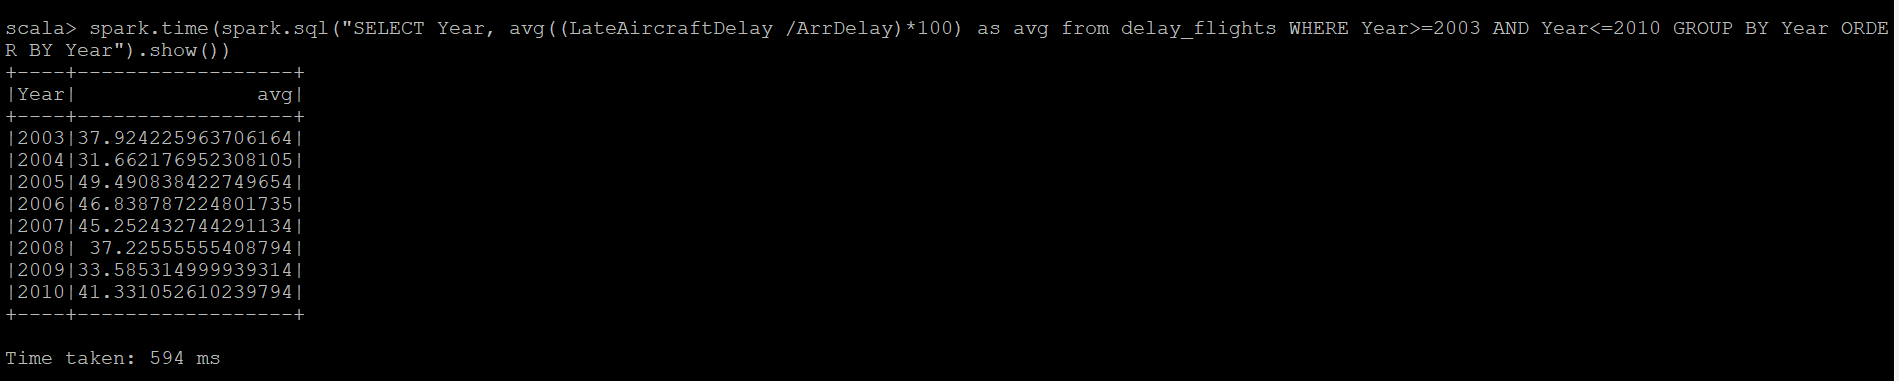 scala> spark.time(spark.sql("SELECT Year, avg((LateAircraftDelay /ArrDelay)*100) as avg from delay_flights WHERE Year>=2003 AND Year<=2010 GROUP BY Year ORDE
R BY Year").show())
+----+------------------+
|Year|               avg|
+----+------------------+
|2003|37.924225963706164|
|2004|31.662176952308105|
|2005|49.490838422749654|
|2006|46.838787224801735|
|2007|45.252432744291134|
|2008| 37.22555555408794|
|2009|33.585314999939314|
|2010|41.331052610239794|
+----+------------------+
Time taken: 594 ms